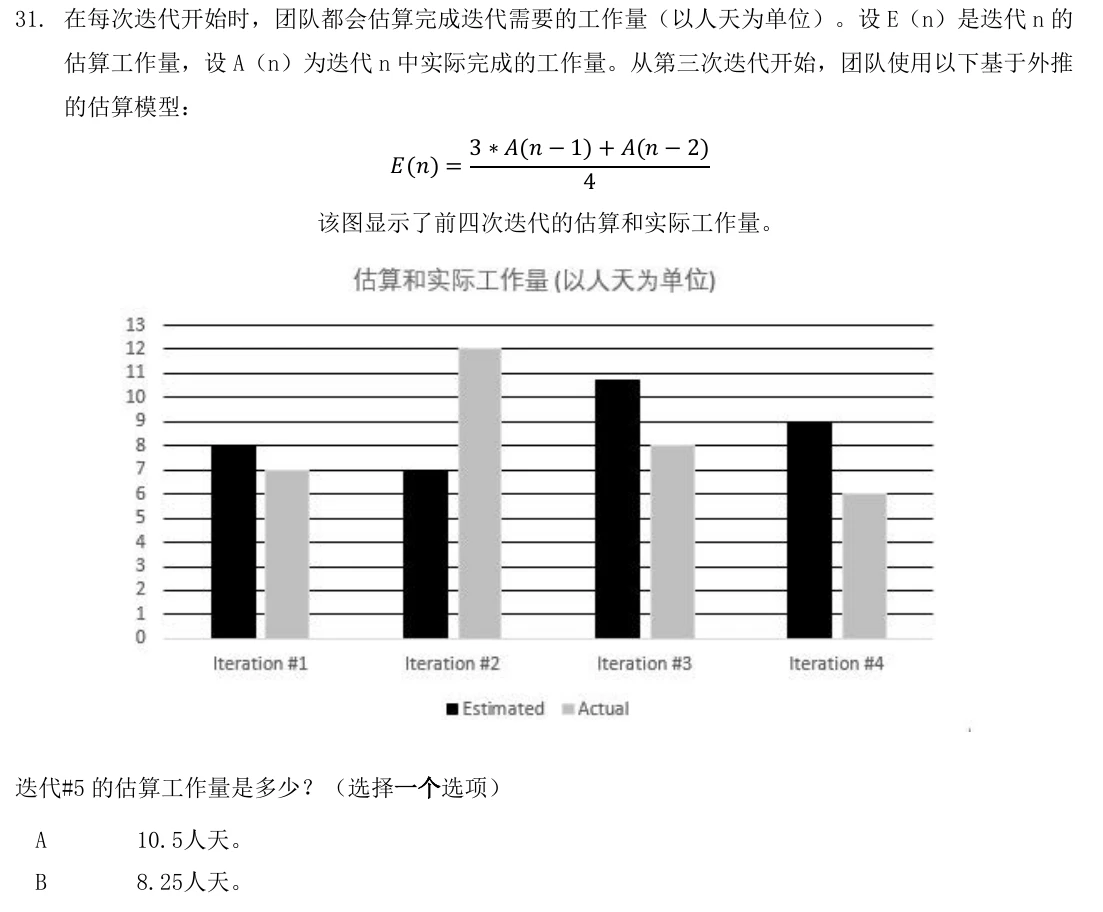 31. 在每次迭代开始时，团队都会估算完成迭代需要的工作量（以人天为单位）。设 E（n）是迭代 n 的
估算工作量，设 A（n）为迭代 n 中实际完成的工作量。从第三次迭代开始，团队使用以下基于外推
的估算模型：
E(n) = \frac{3 * A(n − 1) + A(n − 2)}{4}
该图显示了前四次迭代的估算和实际工作量。
估算和实际工作量 (以人天为单位)
13
12
11
10
9
8
7
6
5
4
3
2
1
0
Iteration #1 Iteration #2 Iteration #3 Iteration #4
Estimated Actual
迭代#5 的估算工作量是多少？（选择一个选项）
A 10.5人天。
B 8.25人天。